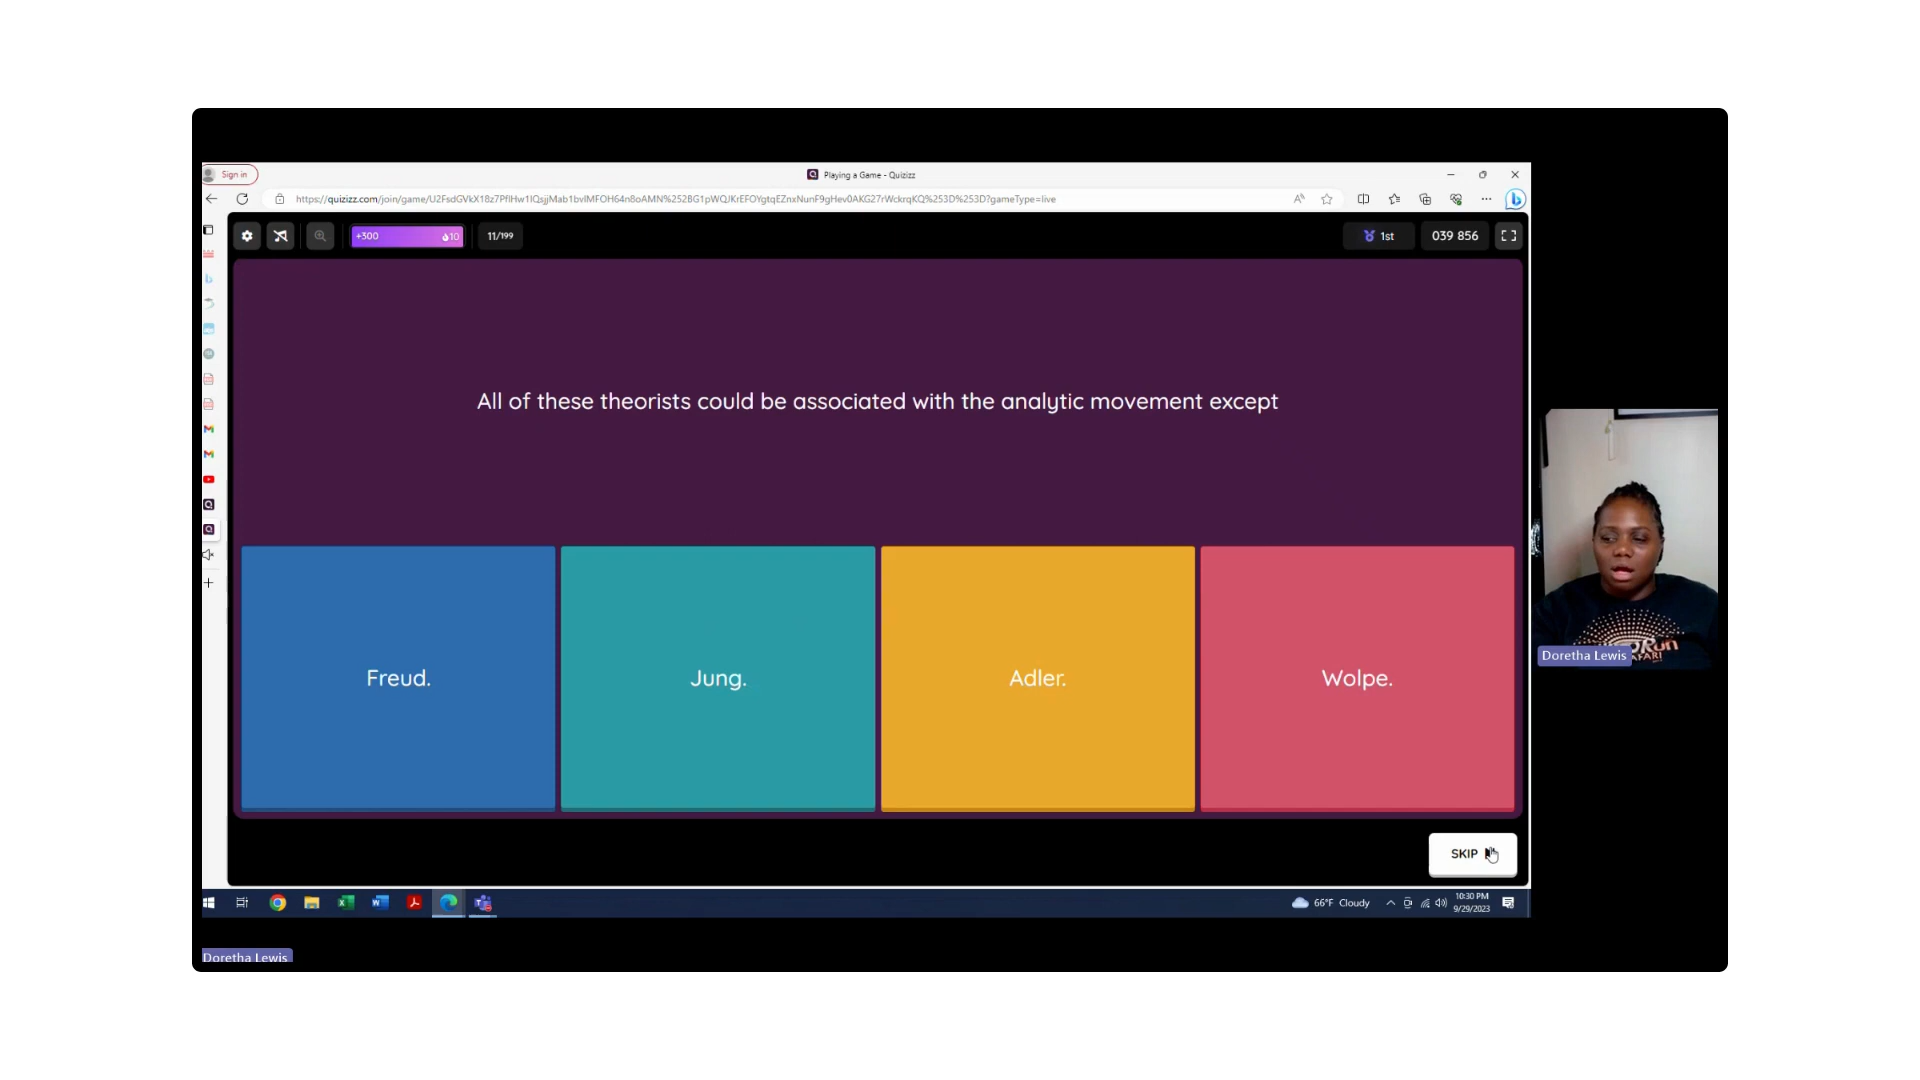 Sign in
Playing a Game - Quizizz
+300
10
11/199
1st
039 856
All of these theorists could be associated with the analytic movement except
Freud.
Jung.
Adler.
Wolpe.
SKIP
Doretha Lewis
66°F Cloudy
10:30 PM
9/29/2023
Doretha Lewis